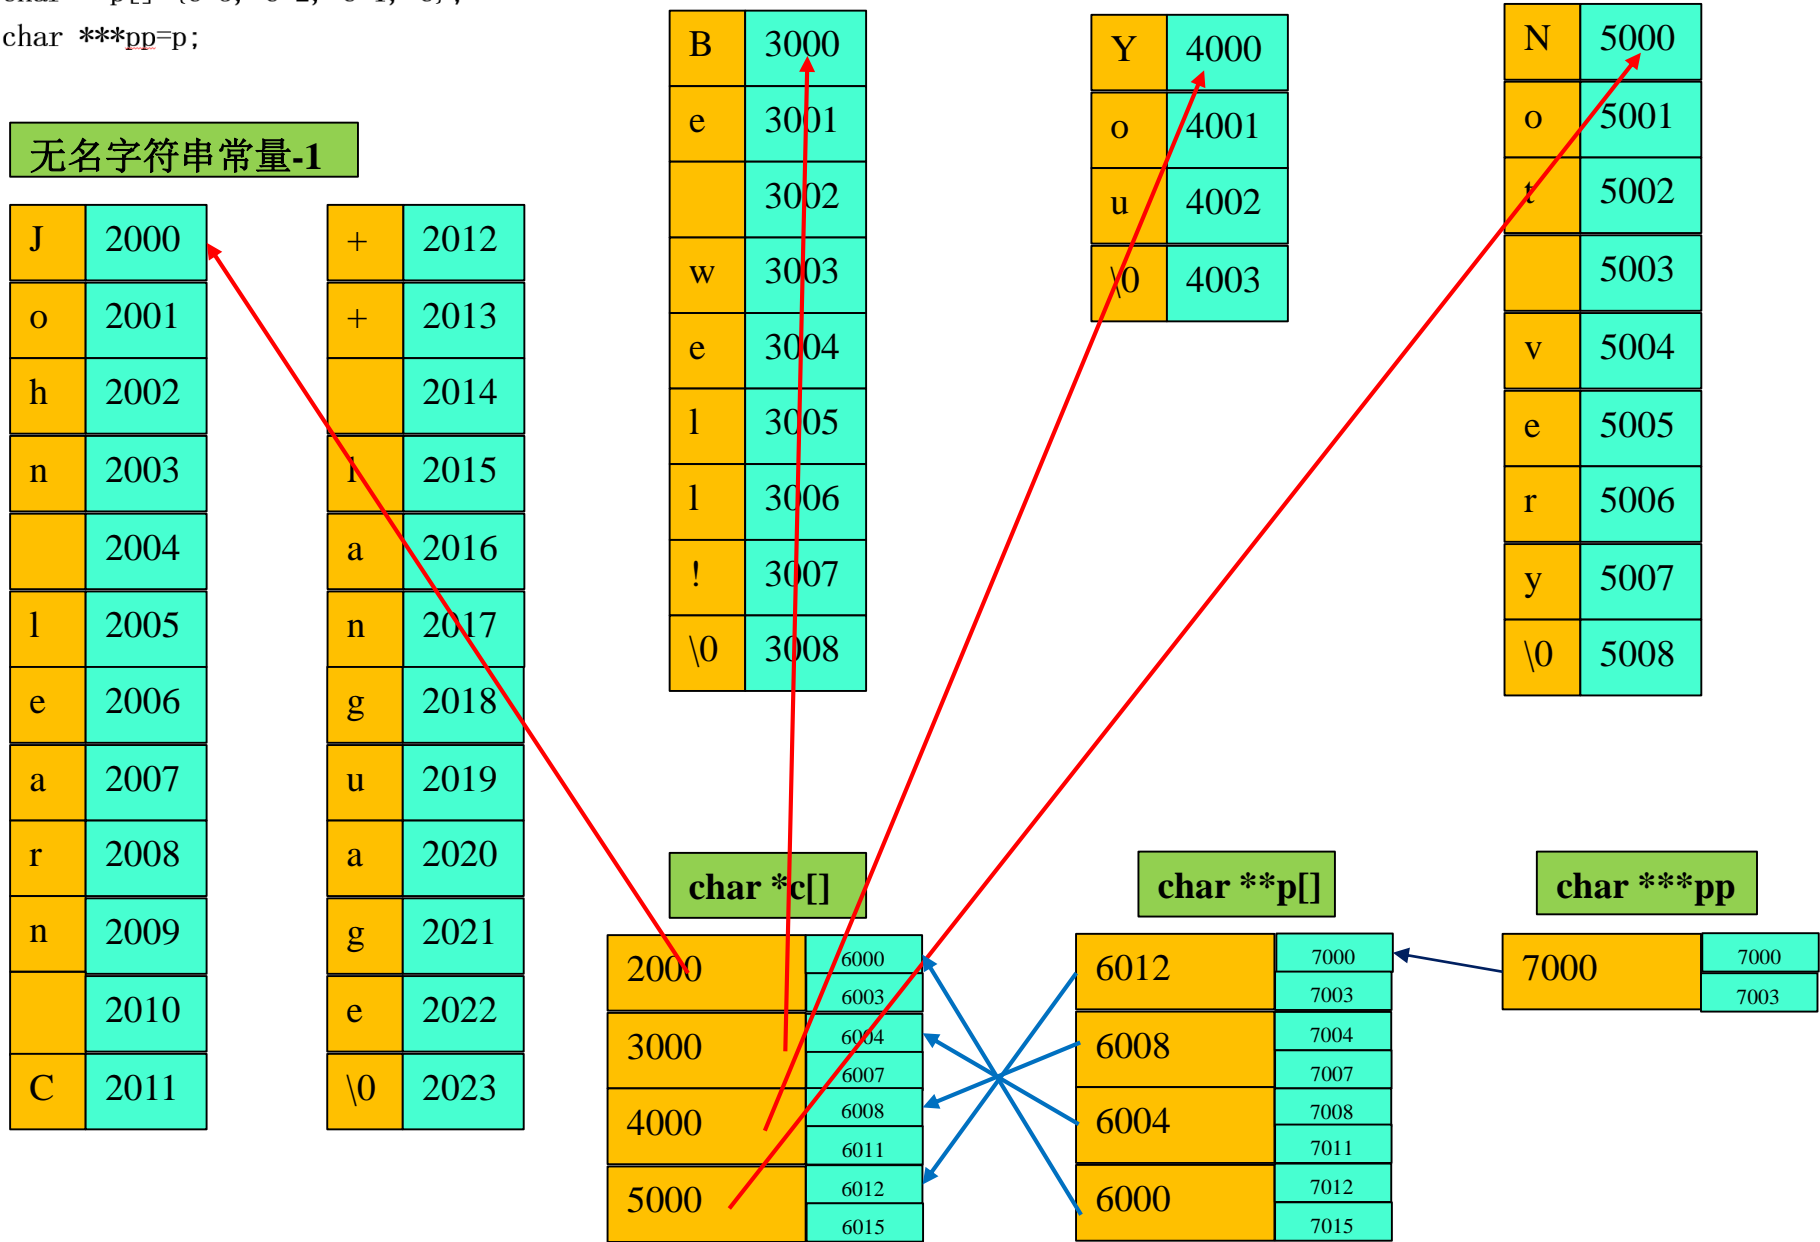 char ***pp=p;
无名字符串常量-1
J 2000
o 2001
h 2002
n 2003
2004
l 2005
e 2006
a 2007
r 2008
n 2009
2010
C 2011
+ 2012
+ 2013
2014
l 2015
a 2016
n 2017
g 2018
u 2019
a 2020
g 2021
e 2022
\0 2023
B 3000
e 3001
3002
w 3003
e 3004
l 3005
l 3006
! 3007
\0 3008
Y 4000
o 4001
u 4002
\0 4003
N 5000
o 5001
t 5002
5003
v 5004
e 5005
r 5006
y 5007
\0 5008
char *c[]
2000 6000
6003
3000 6004
6007
4000 6008
6011
5000 6012
6015
char **p[]
6012 7000
7003
6008 7004
7007
6004 7008
7011
6000 7012
7015
char ***pp
7000 7000
7003